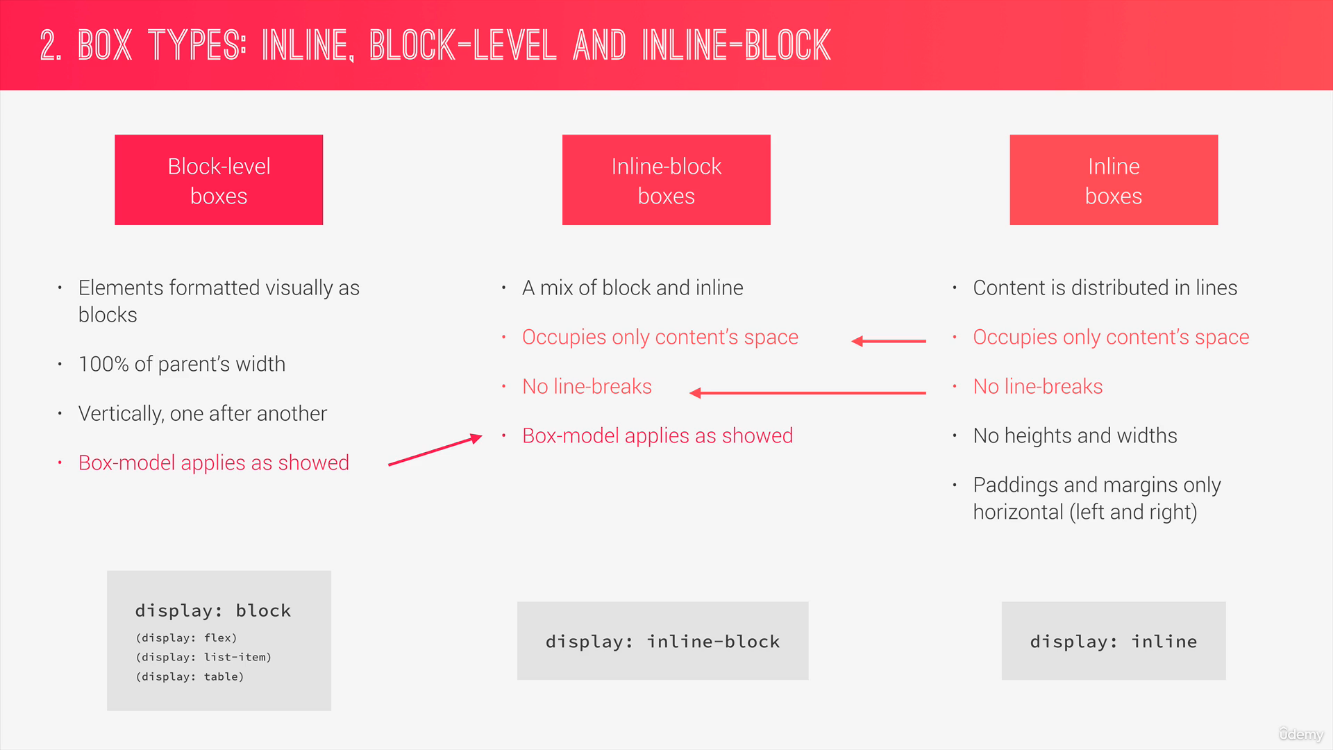 2. BOX TYPES: INLINE, BLOCK-LEVEL AND INLINE-BLOCK
Block-level
boxes
• Elements formatted visually as
blocks
• 100% of parent's width
• Vertically, one after another
• Box-model applies as showed
display: block
(display: flex)
(display: list-item)
(display: table)
Inline-block
boxes
• A mix of block and inline
• Occupies only content's space
• No line-breaks
• Box-model applies as showed
display: inline-block
Inline
boxes
• Content is distributed in lines
• Occupies only content's space
• No line-breaks
• No heights and widths
• Paddings and margins only
horizontal (left and right)
display: inline
ûdemy